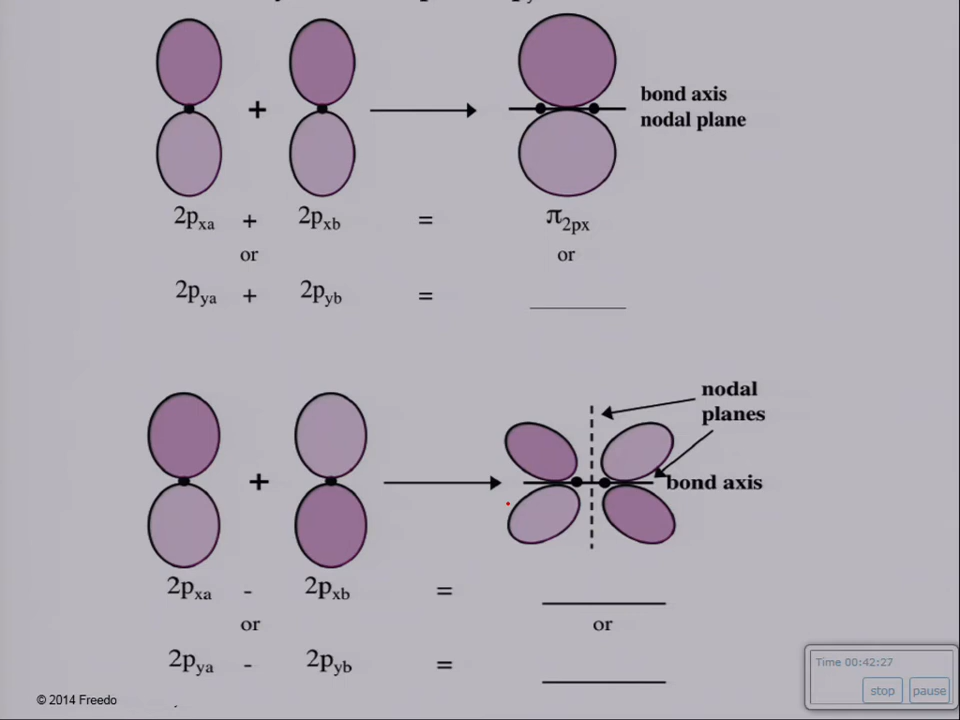 bond axis
nodal plane
+
2pxa + 2pxb = π2px
or or
2pya + 2pyb =
nodal
planes
+
bond axis
2pxa - 2pxb =
or or
2pya - 2pyb =
Time 00:42:27
stop pause
© 2014 Freedo